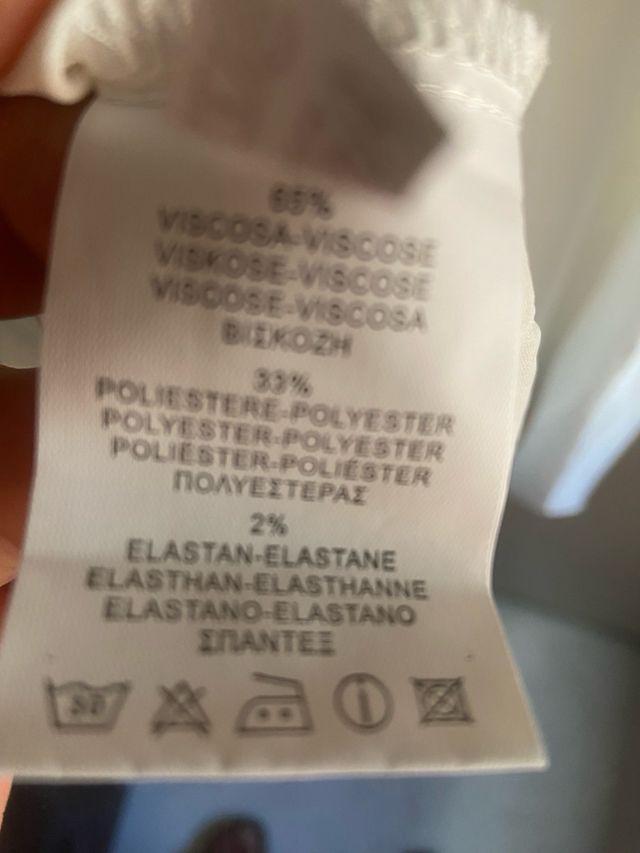 65%
VISCOSA-VISCOSE
VISKOSE-VISCOSE
VISCOSE-VISCOSA
ΒΙΣΚΟΖΗ
33%
POLIESTERE-POLYESTER
POLYESTER-POLYESTER
POLIÉSTER-POLIÉSTER
ΠΟΛΥΕΣΤΕΡΑΣ
2%
ELASTAN-ELASTANE
ELASTHAN-ELASTHANNE
ELASTANO-ELASTANO
ΣΠΑΝΤΕΞ
30